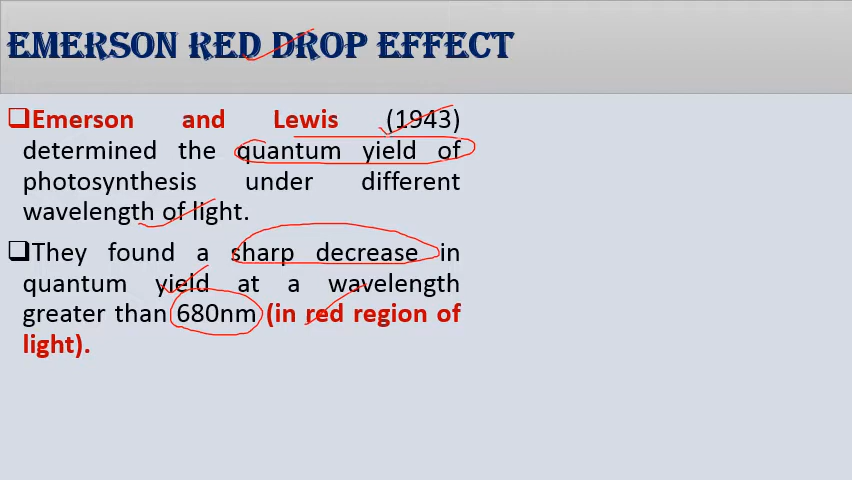 EMERSON RED DROP EFFECT
Emerson and Lewis (1943)
determined the quantum yield of
photosynthesis under different
wavelength of light.
They found a sharp decrease in
quantum yield at a wavelength
greater than 680nm (in red region of
light).